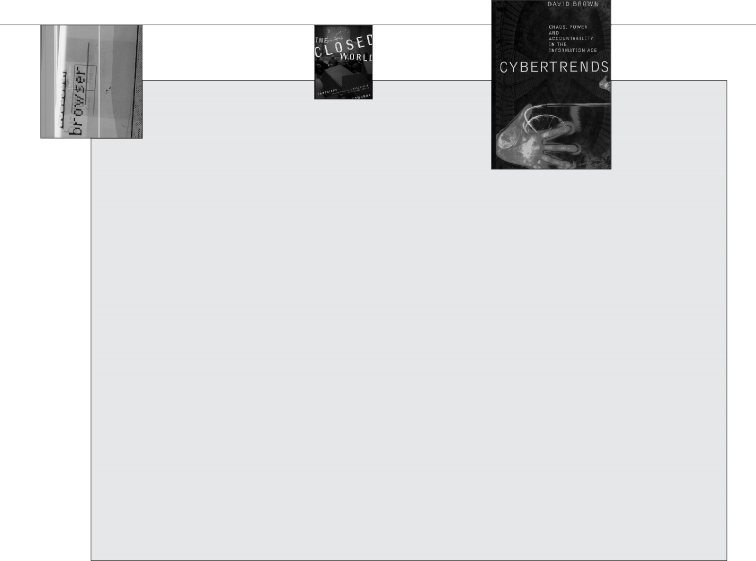 browser
THE
CLOSED
WORLD
DAVID BROWN
CHAOS, POWER
AND
ACCOUNTABILITY
IN THE
INFORMATION AGE
CYBERTRENDS